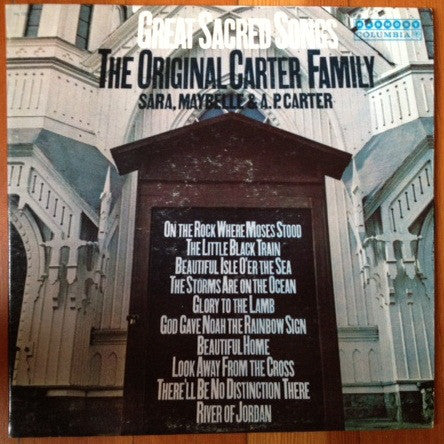 GREAT SACRED SONGS
HARMONY
COLUMBIA
THE ORIGINAL CARTER FAMILY
SARA, MAYBELLE & A.P. CARTER
ON THE ROCK WHERE MOSES STOOD
THE LITTLE BLACK TRAIN
BEAUTIFUL ISLE O'ER THE SEA
THE STORMS ARE ON THE OCEAN
GLORY TO THE LAMB
GOD GAVE NOAH THE RAINBOW SIGN
BEAUTIFUL HOME
LOOK AWAY FROM THE CROSS
THERE'LL BE NO DISTINCTION THERE
RIVER OF JORDAN